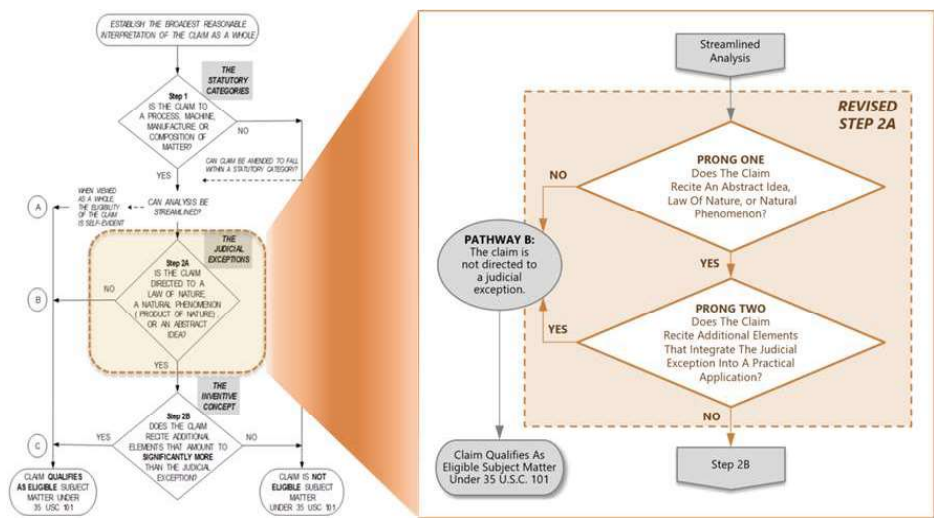 ESTABLISH THE BROADEST REASONABLE
INTERPRETATION OF THE CLAIM AS A WHOLE
THE
STATUTORY
CATEGORIES
Step 1
IS THE CLAIM TO
A PROCESS, MACHINE,
MANUFACTURE OR
COMPOSITION OF
MATTER?
NO
CAN CLAIM BE AMENDED TO FALL
WITHIN A STATUTORY CATEGORY?
YES
WHEN VIEWED
AS A WHOLE,
THE ELIGIBILITY
OF THE CLAIM
IS SELF-EVIDENT
A
CAN ANALYSIS BE
STREAMLINED?
THE
JUDICIAL
EXCEPTIONS
Step 2A
IS THE CLAIM
DIRECTED TO A
LAW OF NATURE,
A NATURAL PHENOMENON
(PRODUCT OF NATURE),
OR AN ABSTRACT
IDEA?
NO
B
YES
THE
INVENTIVE
CONCEPT
Step 2B
DOES THE CLAIM
RECITE ADDITIONAL
ELEMENTS THAT AMOUNT TO
SIGNIFICANTLY MORE
THAN THE JUDICIAL
EXCEPTION?
YES
NO
C
CLAIM QUALIFIES
AS ELIGIBLE SUBJECT
MATTER UNDER
35 USC 101
CLAIM IS NOT
ELIGIBLE SUBJECT
MATTER
UNDER 35 USC 101
Streamlined
Analysis
REVISED
STEP 2A
PRONG ONE
Does The Claim
Recite An Abstract Idea,
Law Of Nature, or Natural
Phenomenon?
NO
YES
PATHWAY B:
The claim is
not directed to
a judicial
exception.
PRONG TWO
Does The Claim
Recite Additional Elements
That Integrate The Judicial
Exception Into A Practical
Application?
YES
NO
Claim Qualifies As
Eligible Subject Matter
Under 35 U.S.C. 101
Step 2B